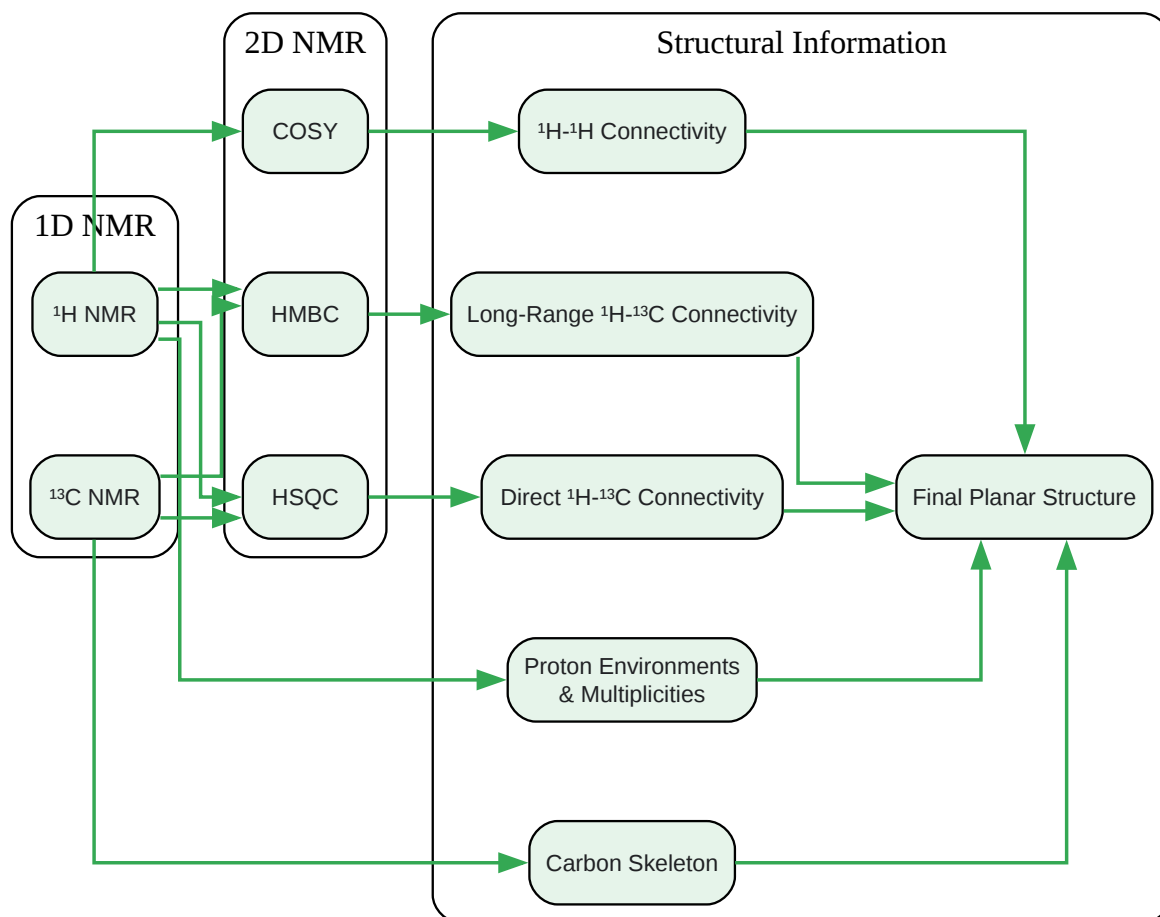 2D NMR
Structural Information
COSY
¹H-¹H Connectivity
1D NMR
¹H NMR
HMBC
Long-Range ¹H-¹³C Connectivity
¹³C NMR
HSQC
Direct ¹H-¹³C Connectivity
Final Planar Structure
Proton Environments
& Multiplicities
Carbon Skeleton